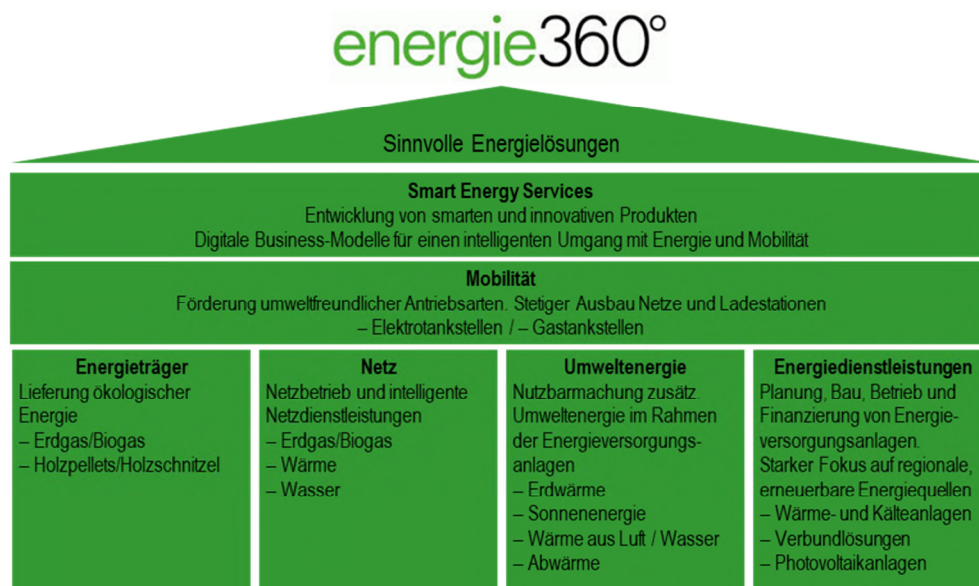 energie360°
Sinnvolle Energielösungen
Smart Energy Services
Entwicklung von smarten und innovativen Produkten
Digitale Business-Modelle für einen intelligenten Umgang mit Energie und Mobilität
Mobilität
Förderung umweltfreundlicher Antriebsarten. Stetiger Ausbau Netze und Ladestationen
– Elektrotankstellen / – Gastankstellen
Energieträger
Lieferung ökologischer
Energie
– Erdgas/Biogas
– Holzpellets/Holzschnitzel
Netz
Netzbetrieb und intelligente
Netzdienstleistungen
– Erdgas/Biogas
– Wärme
– Wasser
Umweltenergie
Nutzbarmachung zusätz.
Umweltenergie im Rahmen
der Energieversorgungs-
anlagen
– Erdwärme
– Sonnenenergie
– Wärme aus Luft / Wasser
– Abwärme
Energiedienstleistungen
Planung, Bau, Betrieb und
Finanzierung von Energie-
versorgungsanlagen.
Starker Fokus auf regionale,
erneuerbare Energiequellen
– Wärme- und Kälteanlagen
– Verbundlösungen
– Photovoltaikanlagen